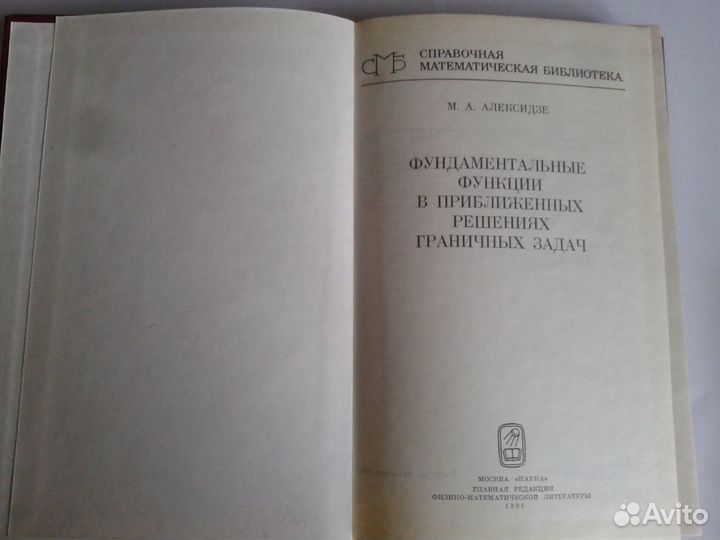 СМБ
СПРАВОЧНАЯ
МАТЕМАТИЧЕСКАЯ БИБЛИОТЕКА
М. А. АЛЕКСИДЗЕ
ФУНДАМЕНТАЛЬНЫЕ
ФУНКЦИИ
В ПРИБЛИЖЕННЫХ
РЕШЕНИЯХ
ГРАНИЧНЫХ ЗАДАЧ
МОСКВА «НАУКА»
ГЛАВНАЯ РЕДАКЦИЯ
ФИЗИКО-МАТЕМАТИЧЕСКОЙ ЛИТЕРАТУРЫ
1991
Avito